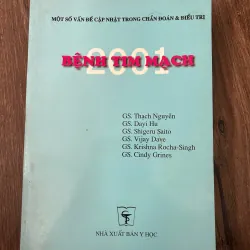 MỘT SỐ VẤN ĐỀ CẬP NHẬT TRONG CHẨN ĐOÁN & ĐIỀU TRỊ
2001
BỆNH TIM MẠCH
GS. Thạch Nguyễn
GS. Dayi Hu
GS. Shigeru Saito
GS. Vijay Dave
GS. Krishna Rocha-Singh
GS. Cindy Grines
NHÀ XUẤT BẢN Y HỌC